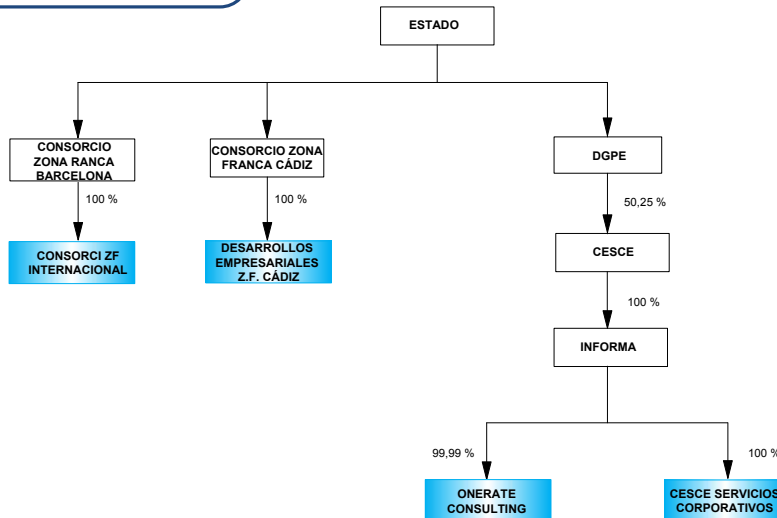 ESTADO
CONSORCIO
ZONA RANCA
BARCELONA
CONSORCIO ZONA
FRANCA CÁDIZ
DGPE
100 %
100 %
50,25 %
CONSORCI ZF
INTERNACIONAL
DESARROLLOS
EMPRESARIALES
Z.F. CÁDIZ
CESCE
100 %
INFORMA
99,99 %
100 %
ONERATE
CONSULTING
CESCE SERVICIOS
CORPORATIVOS